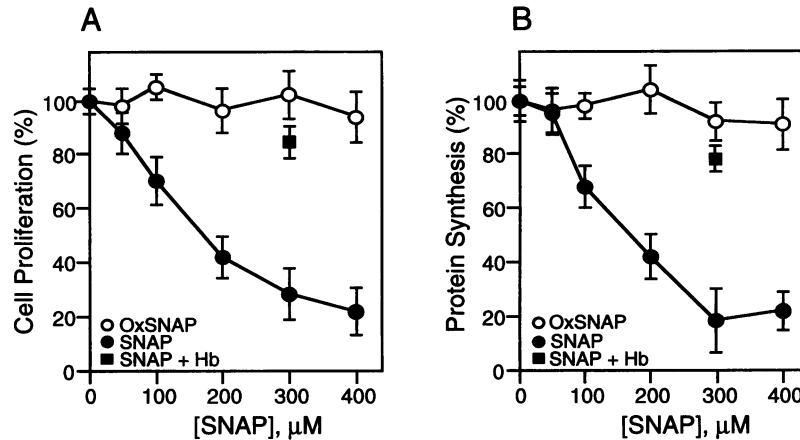 A
Cell Proliferation (%)
100
80
60
40
20
0
OxSNAP
SNAP
SNAP + Hb
0 100 200 300 400
[SNAP], μM
B
Protein Synthesis (%)
100
80
60
40
20
0
OxSNAP
SNAP
SNAP + Hb
0 100 200 300 400
[SNAP], μM